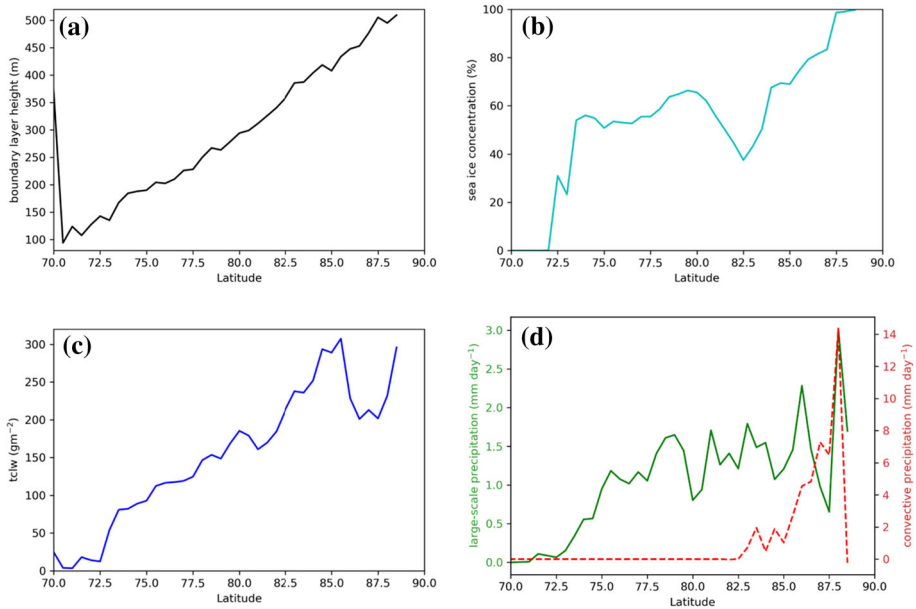 (a)
boundary layer height (m)
500
450
400
350
300
250
200
150
100
70.0 72.5 75.0 77.5 80.0 82.5 85.0 87.5 90.0
Latitude
(b)
sea ice concentration (%)
100
80
60
40
20
0
70.0 72.5 75.0 77.5 80.0 82.5 85.0 87.5 90.0
Latitude
(c)
tclw (gm⁻²)
300
250
200
150
100
50
0
70.0 72.5 75.0 77.5 80.0 82.5 85.0 87.5 90.0
Latitude
(d)
large-scale precipitation (mm day⁻¹)
3.0
2.5
2.0
1.5
1.0
0.5
0.0
70.0 72.5 75.0 77.5 80.0 82.5 85.0 87.5 90.0
Latitude
14
12
10
8
6
4
2
0
convective precipitation (mm day⁻¹)